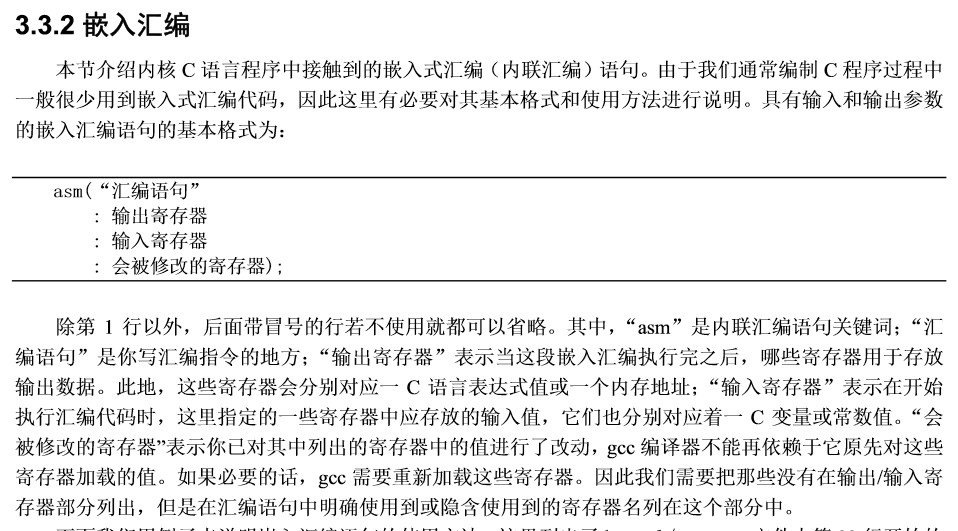 3.3.2 嵌入汇编
本节介绍内核 C 语言程序中接触到的嵌入式汇编（内联汇编）语句。由于我们通常编制 C 程序过程中
一般很少用到嵌入式汇编代码，因此这里有必要对其基本格式和使用方法进行说明。具有输入和输出参数
的嵌入汇编语句的基本格式为：
asm(“汇编语句”
: 输出寄存器
: 输入寄存器
: 会被修改的寄存器);
除第 1 行以外，后面带冒号的行若不使用就都可以省略。其中，“asm”是内联汇编语句关键词；“汇
编语句”是你写汇编指令的地方；“输出寄存器”表示当这段嵌入汇编执行完之后，哪些寄存器用于存放
输出数据。此地，这些寄存器会分别对应一 C 语言表达式值或一个内存地址；“输入寄存器”表示在开始
执行汇编代码时，这里指定的一些寄存器中应存放的输入值，它们也分别对应着一 C 变量或常数值。“会
被修改的寄存器”表示你已对其中列出的寄存器中的值进行了改动，gcc 编译器不能再依赖于它原先对这些
寄存器加载的值。如果必要的话，gcc 需要重新加载这些寄存器。因此我们需要把那些没有在输出/输入寄
存器部分列出，但是在汇编语句中明确使用到或隐含使用到的寄存器名列在这个部分中。